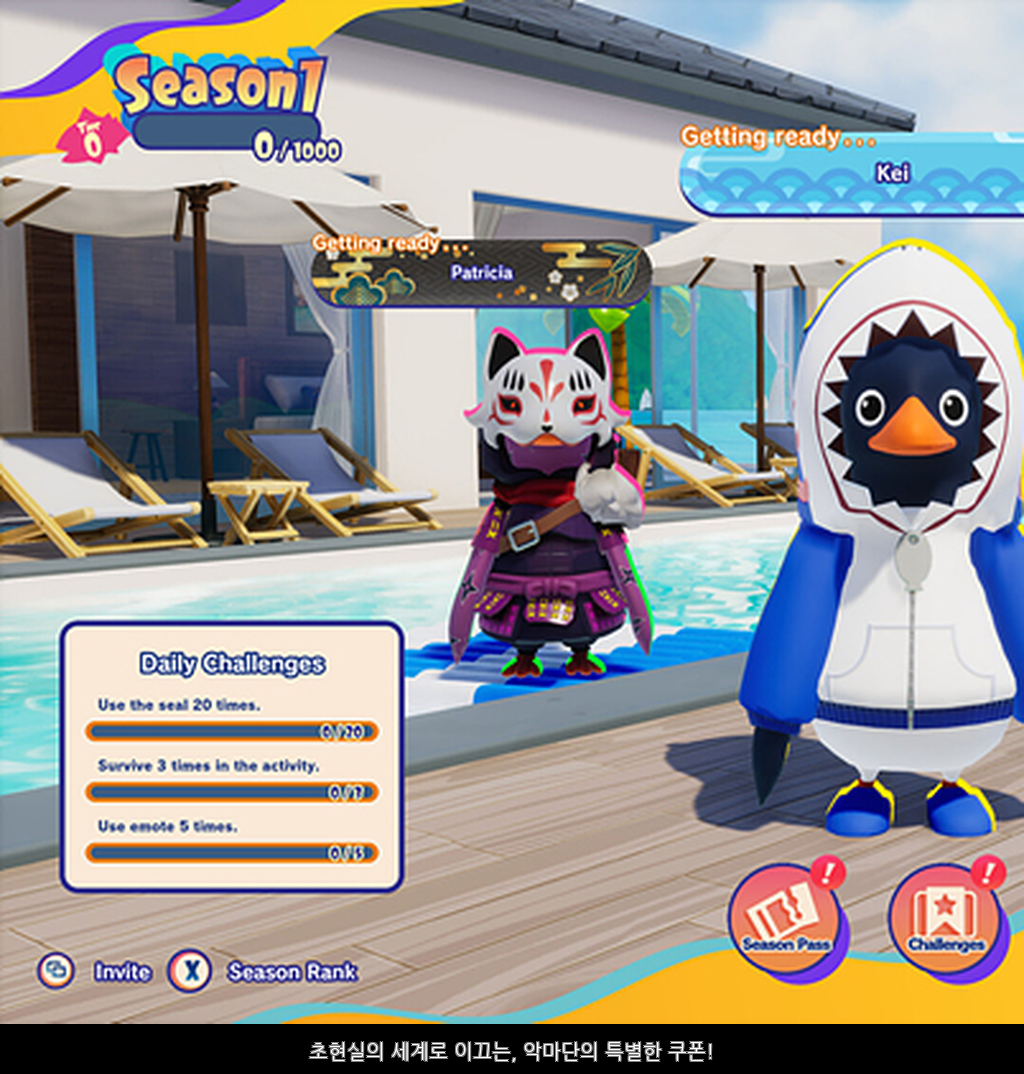 Season1
Tier
0
0/1000
Getting ready...
Kei
Getting ready...
Patricia
Daily Challenges
Use the seal 20 times.
0/20
Survive 3 times in the activity.
0/3
Use emote 5 times.
0/5
!
!
Season Pass
Challenges
Invite
X
Season Rank
초현실의 세계로 이끄는, 악마단의 특별한 쿠폰!